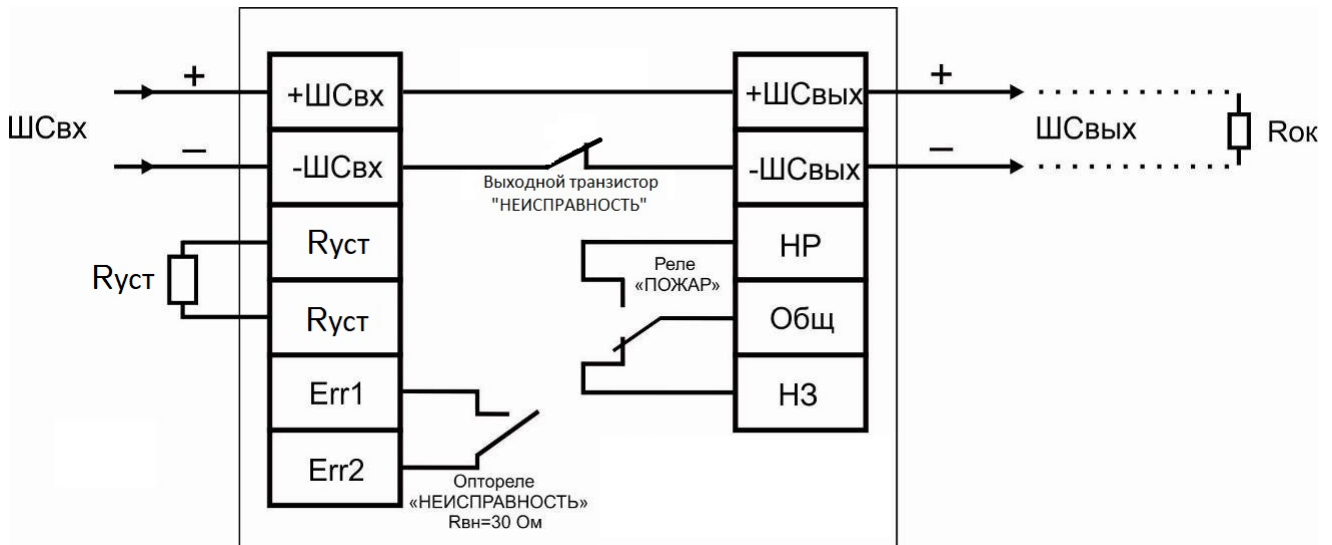 ШСвх
+
–
+ШСвх
-ШСвх
Rуст
Rуст
Rуст
Err1
Err2
Выходной транзистор
"НЕИСПРАВНОСТЬ"
Реле
«ПОЖАР»
Оптореле
«НЕИСПРАВНОСТЬ»
Rвн=30 Ом
+ШСвых
-ШСвых
НР
Общ
НЗ
+
–
ШСвых
Rок